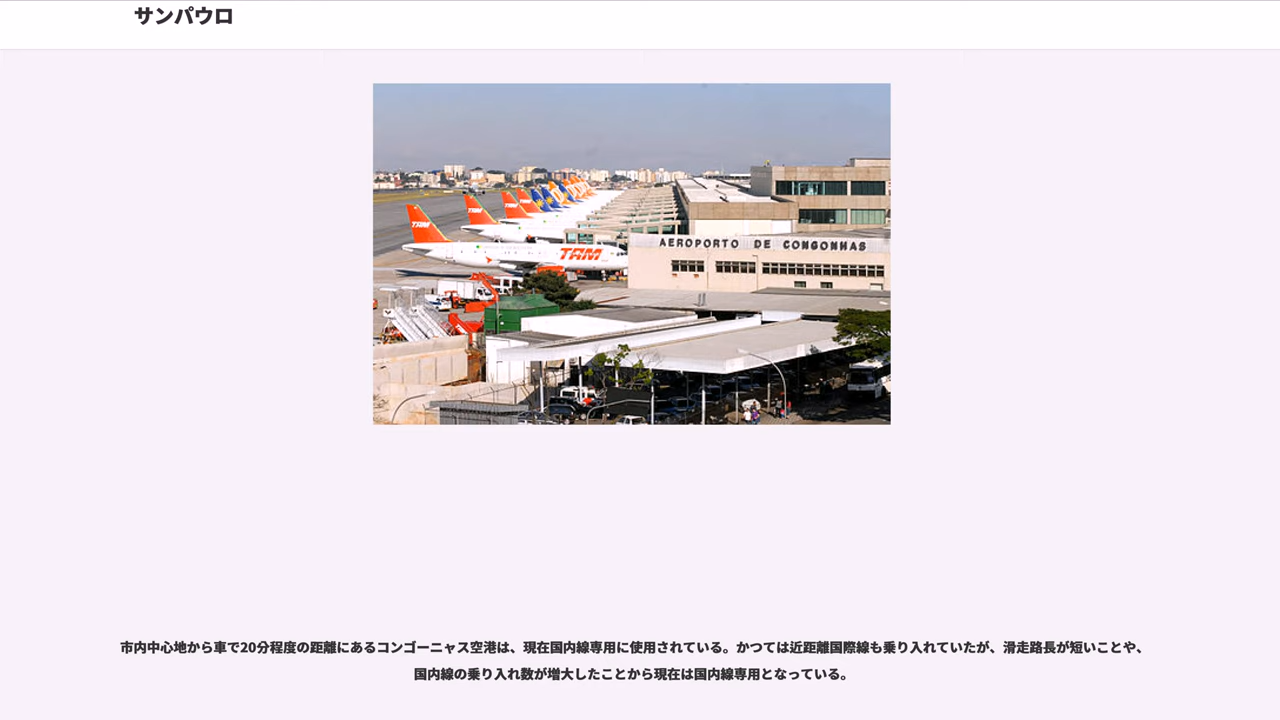 サンパウロ
TAM
TAM
TAM
TAM
TAM
AEROPORTO DE CONGONHAS
市内中心地から車で20分程度の距離にあるコンゴーニャス空港は、現在国内線専用に使用されている。かつては近距離国際線も乗り入れていたが、滑走路長が短いことや、
国内線の乗り入れ数が増大したことから現在は国内線専用となっている。